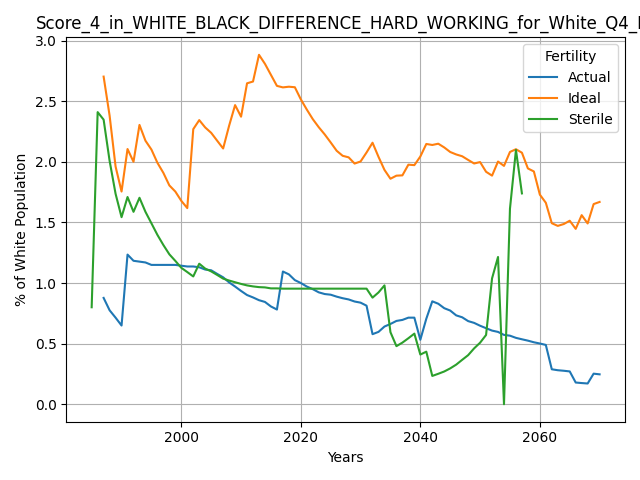 Score_4_in_WHITE_BLACK_DIFFERENCE_HARD_WORKING_for_White_Q4_
Fertility
Actual
Ideal
Sterile
3.0
2.5
2.0
1.5
1.0
0.5
0.0
% of White Population
2000
2020
2040
2060
Years